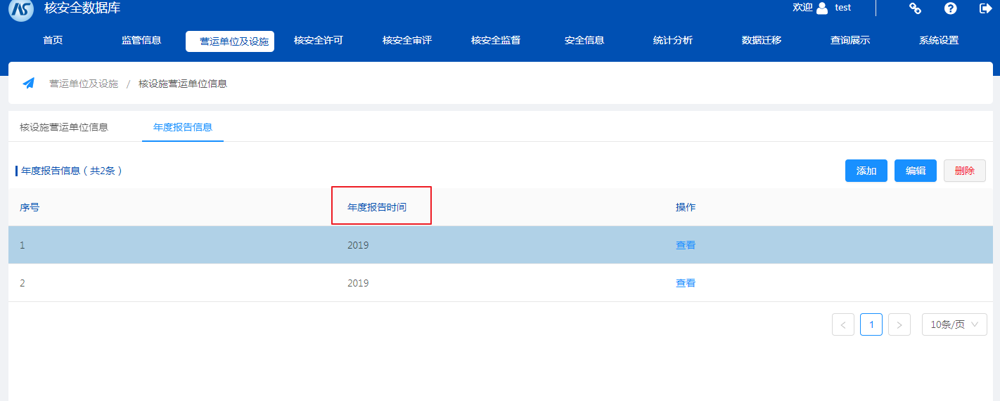 核安全数据库 欢迎 test
首页 监管信息 营运单位及设施 核安全许可 核安全审评 核安全监督 安全信息 统计分析 数据迁移 查询展示 系统设置
营运单位及设施 / 核设施营运单位信息
核设施营运单位信息 年度报告信息
年度报告信息（共2条） 添加 编辑 删除
序号 年度报告时间 操作
1 2019 查看
2 2019 查看
< 1 > 10条/页